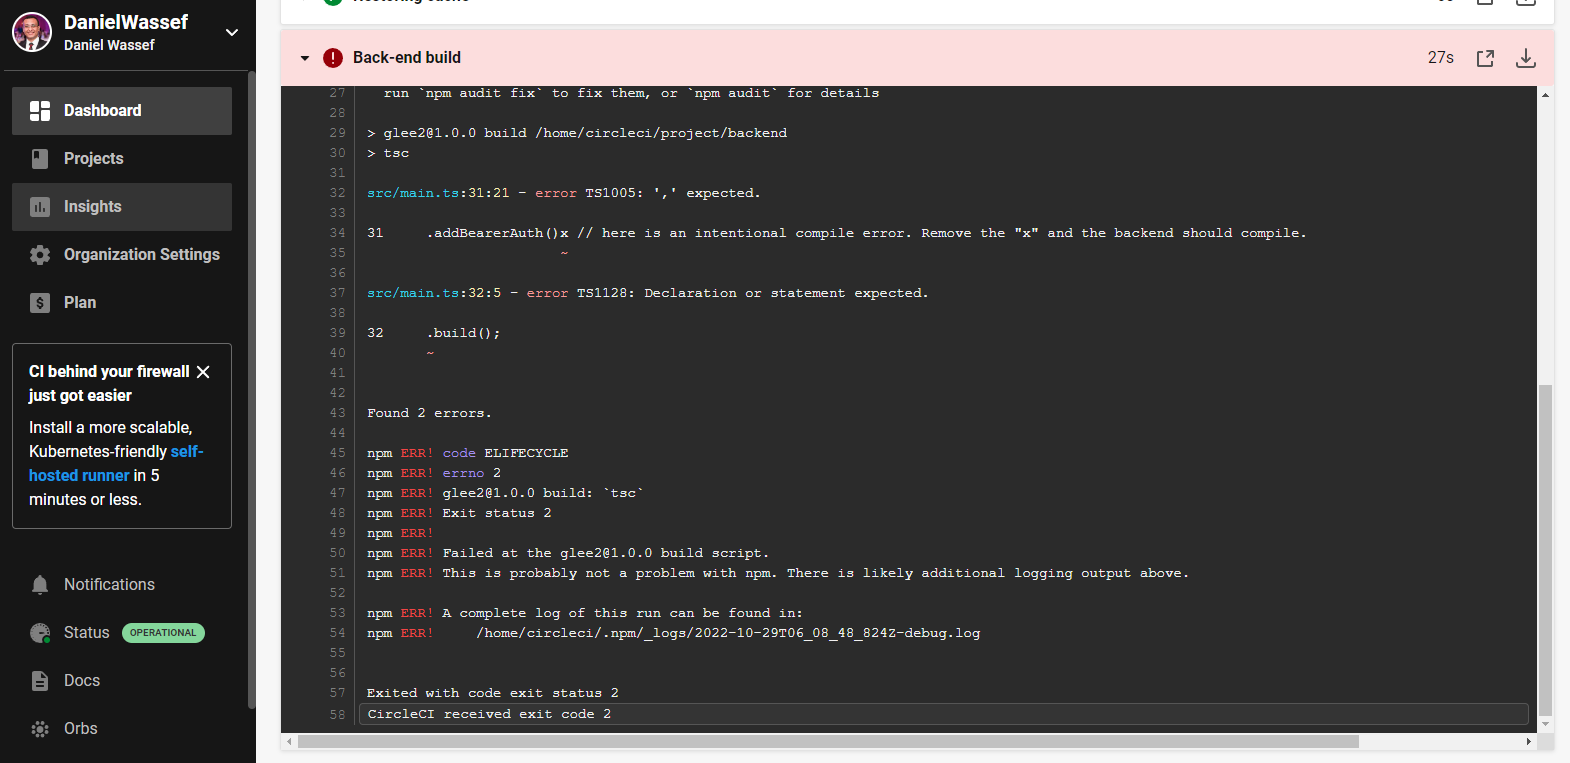 DanielWassef
Daniel Wassef
Dashboard
Projects
Insights
Organization Settings
Plan
CI behind your firewall
just got easier
Install a more scalable,
Kubernetes-friendly self-
hosted runner in 5
minutes or less.
Notifications
Status OPERATIONAL
Docs
Orbs
Back-end build 27s
27 run `npm audit fix` to fix them, or `npm audit` for details
28
29 > glee2@1.0.0 build /home/circleci/project/backend
30 > tsc
31
32 src/main.ts:31:21 - error TS1005: ',' expected.
33
34 31 .addBearerAuth()x // here is an intentional compile error. Remove the "x" and the backend should compile.
35 ~
36
37 src/main.ts:32:5 - error TS1128: Declaration or statement expected.
38
39 32 .build();
40 ~
41
42
43 Found 2 errors.
44
45 npm ERR! code ELIFECYCLE
46 npm ERR! errno 2
47 npm ERR! glee2@1.0.0 build: `tsc`
48 npm ERR! Exit status 2
49 npm ERR!
50 npm ERR! Failed at the glee2@1.0.0 build script.
51 npm ERR! This is probably not a problem with npm. There is likely additional logging output above.
52
53 npm ERR! A complete log of this run can be found in:
54 npm ERR! /home/circleci/.npm/_logs/2022-10-29T06_08_48_824Z-debug.log
55
56
57 Exited with code exit status 2
58 CircleCI received exit code 2